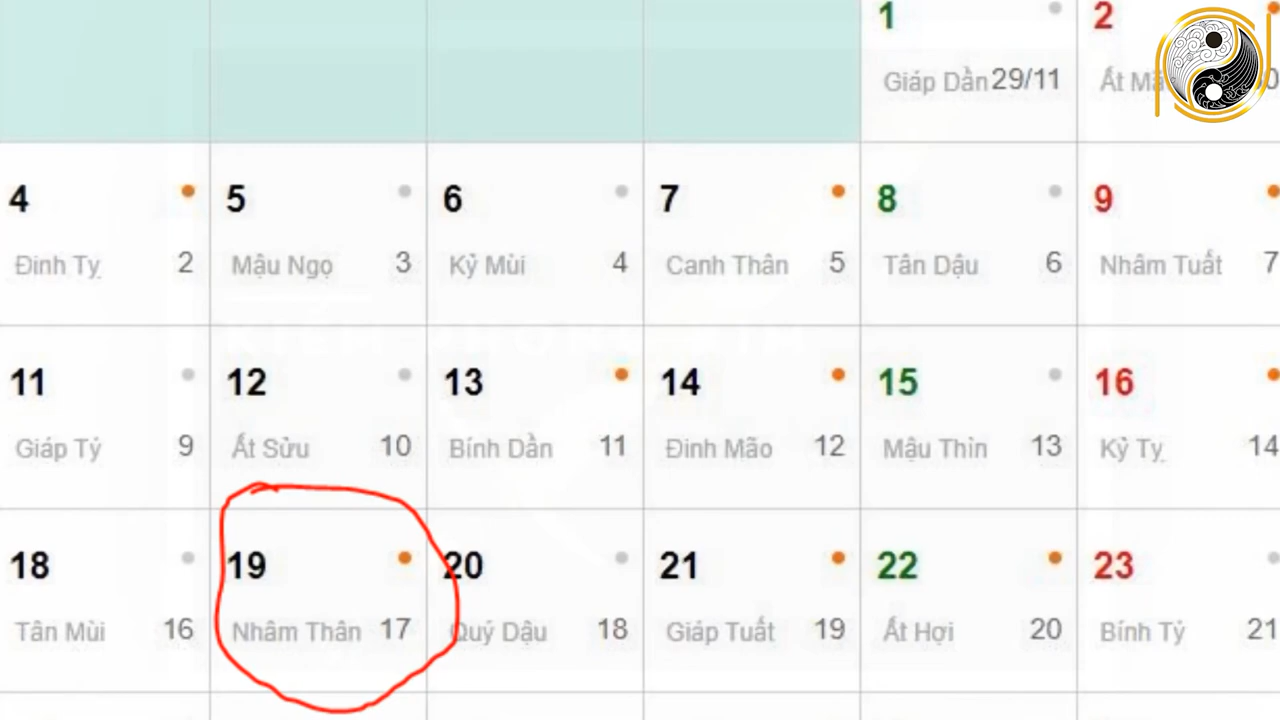 1 2
Giáp Dần 29/11 Ất
4 5 6 7 8 9
Đinh Tỵ 2 Mậu Ngọ 3 Kỷ Mùi 4 Canh Thân 5 Tân Dậu 6 Nhâm Tuất 7
11 12 13 14 15 16
Giáp Tý 9 Ất Sửu 10 Bính Dần 11 Đinh Mão 12 Mậu Thìn 13 Kỷ Tỵ 14
18 19 20 21 22 23
Tân Mùi 16 Nhâm Thân 17 Quý Dậu 18 Giáp Tuất 19 Ất Hợi 20 Bính Tý 21